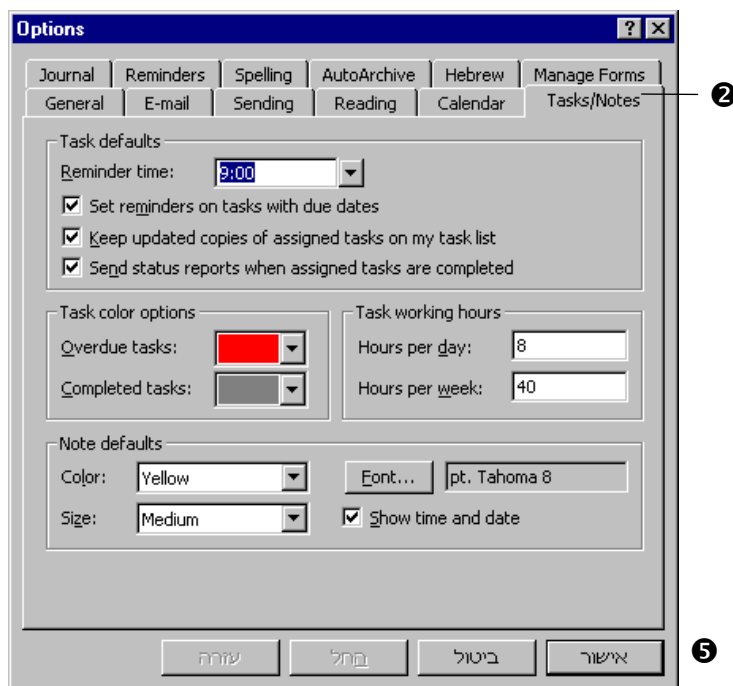 Options
Journal Reminders Spelling AutoArchive Hebrew Manage Forms
General E-mail Sending Reading Calendar Tasks/Notes ❷
Task defaults
Reminder time: 9:00
Set reminders on tasks with due dates
Keep updated copies of assigned tasks on my task list
Send status reports when assigned tasks are completed
Task color options Task working hours
Overdue tasks: Hours per day: 8
Completed tasks: Hours per week: 40
Note defaults
Color: Yellow Font... pt. Tahoma 8
Size: Medium Show time and date
עזרה החל ביטול אישור ❺